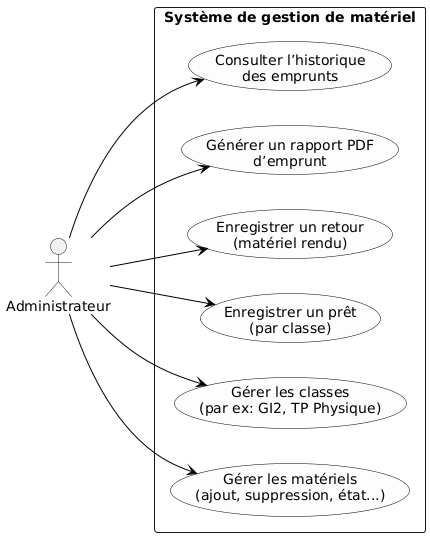 Système de gestion de matériel
Consulter l’historique
des emprunts
Générer un rapport PDF
d’emprunt
Enregistrer un retour
(matériel rendu)
Administrateur
Enregistrer un prêt
(par classe)
Gérer les classes
(par ex: GI2, TP Physique)
Gérer les matériels
(ajout, suppression, état...)